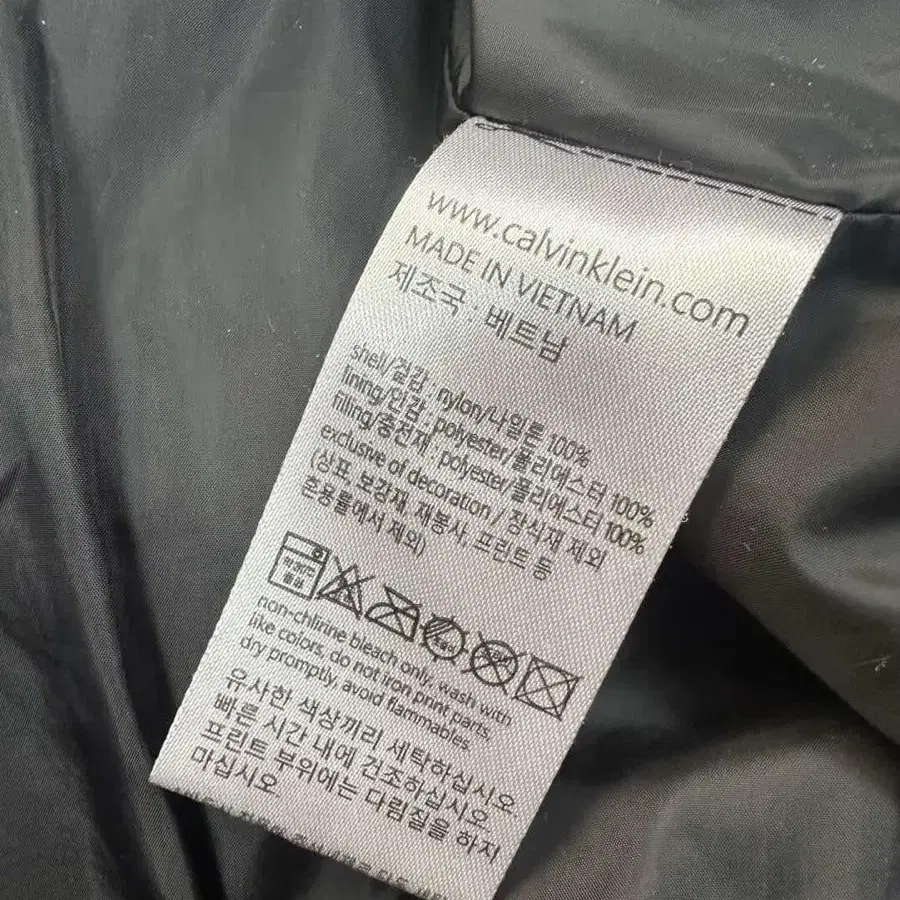 www.calvinklein.com
MADE IN VIETNAM
제조국 : 베트남
shell/겉감 : nylon/나일론 100%
lining/안감 : polyester/폴리에스터 100%
filling/충전재 : polyester/폴리에스터 100%
exclusive of decoration / 장식재 제외
(상표, 보강재, 재봉사, 프린트 등
혼용률에서 제외)
non-chlirine bleach only, wash with
like colors, do not iron print parts,
dry promply, avoid flammables.
유사한 색상끼리 세탁하십시오
빠른 시간 내에 건조하십시오.
프린트 부위에는 다림질을 하지
마십시오